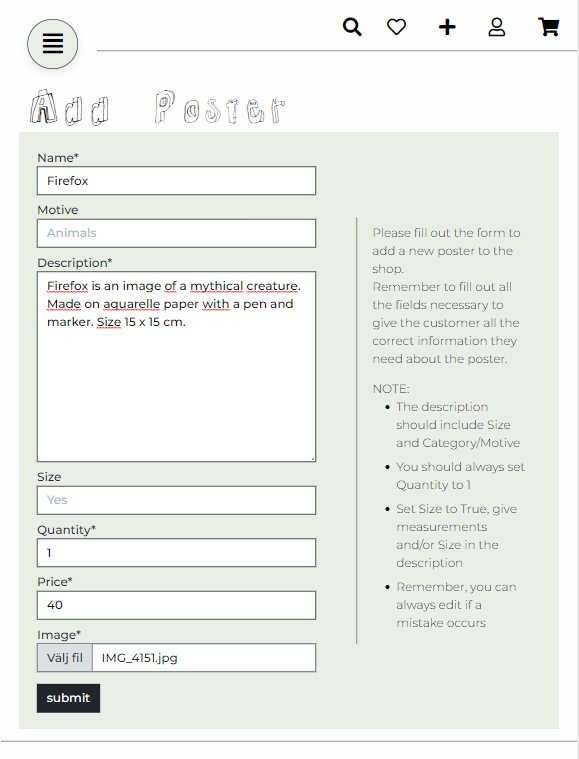 Add Poster
Name*
Firefox
Motive
Animals
Description*
Firefox is an image of a mythical creature.
Made on aquarelle paper with a pen and
marker. Size 15 x 15 cm.
Size
Yes
Quantity*
1
Price*
40
Image*
Välj fil IMG_4151.jpg
submit
Please fill out the form to
add a new poster to the
shop.
Remember to fill out all
the fields necessary to
give the customer all the
correct information they
need about the poster.
NOTE:
The description
should include Size
and Category/Motive
You should always set
Quantity to 1
Set Size to True, give
measurements
and/or Size in the
description
Remember, you can
always edit if a
mistake occurs